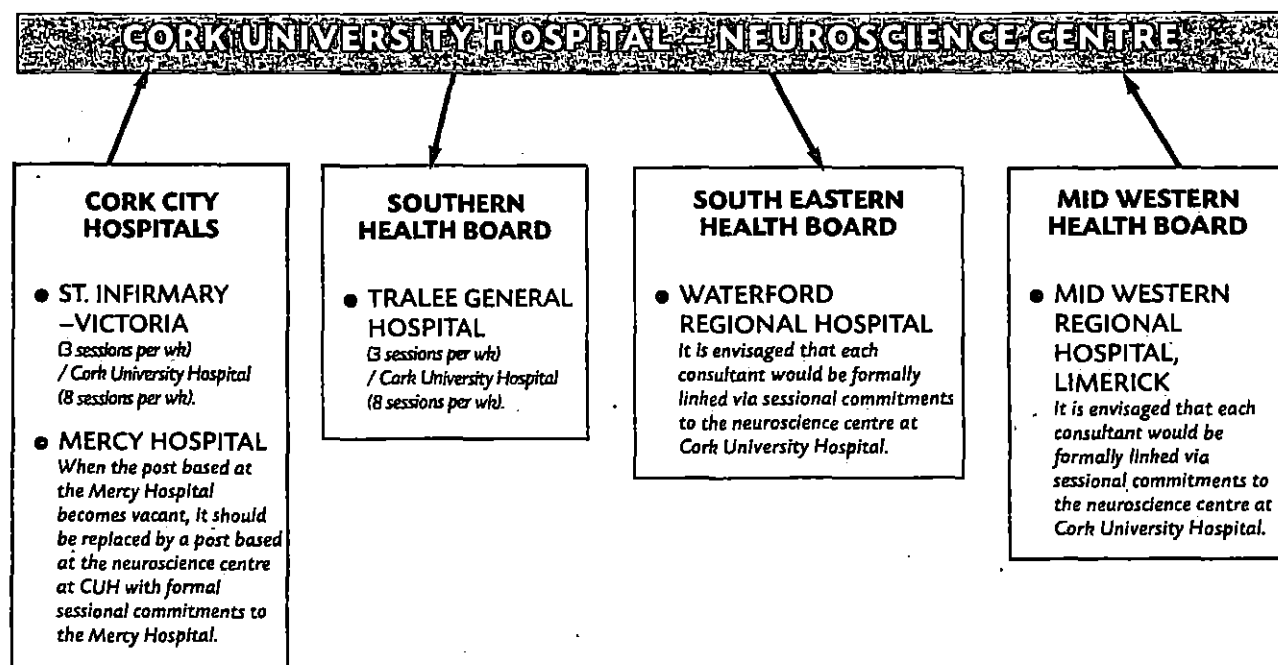 CORK UNIVERSITY HOSPITAL – NEUROSCIENCE CENTRE
CORK CITY
HOSPITALS
● ST. INFIRMARY
–VICTORIA
(3 sessions per wk)
/ Cork University Hospital
(8 sessions per wk).
● MERCY HOSPITAL
When the post based at
the Mercy Hospital
becomes vacant, it should
be replaced by a post based
at the neuroscience centre
at CUH with formal
sessional commitments to
the Mercy Hospital.
SOUTHERN
HEALTH BOARD
● TRALEE GENERAL
HOSPITAL
(3 sessions per wk)
/ Cork University Hospital
(8 sessions per wk).
SOUTH EASTERN
HEALTH BOARD
● WATERFORD
REGIONAL HOSPITAL
It is envisaged that each
consultant would be formally
linked via sessional commitments
to the neuroscience centre at
Cork University Hospital.
MID WESTERN
HEALTH BOARD
● MID WESTERN
REGIONAL
HOSPITAL,
LIMERICK
It is envisaged that each
consultant would be
formally linked via
sessional commitments to
the neuroscience centre at
Cork University Hospital.